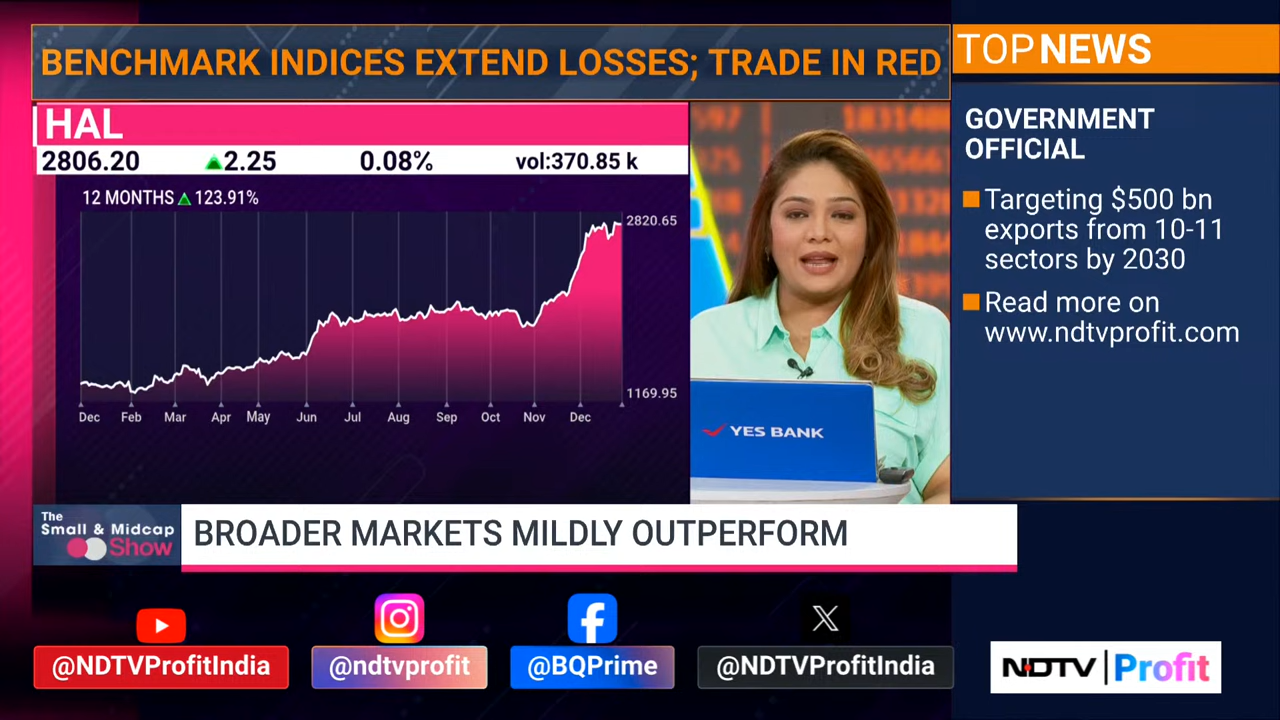 BENCHMARK INDICES EXTEND LOSSES; TRADE IN RED
TOP NEWS
HAL
2806.20 2.25 0.08% vol:370.85 k
12 MONTHS 123.91%
2820.65
1169.95
Dec Feb Mar Apr May Jun Jul Aug Sep Oct Nov Dec
YES BANK
GOVERNMENT
OFFICIAL
Targeting $500 bn
exports from 10-11
sectors by 2030
Read more on
www.ndtvprofit.com
The
Small & Midcap
Show
BROADER MARKETS MILDLY OUTPERFORM
@NDTVProfitIndia
@ndtvprofit
@BQPrime
@NDTVProfitIndia
NDTV Profit